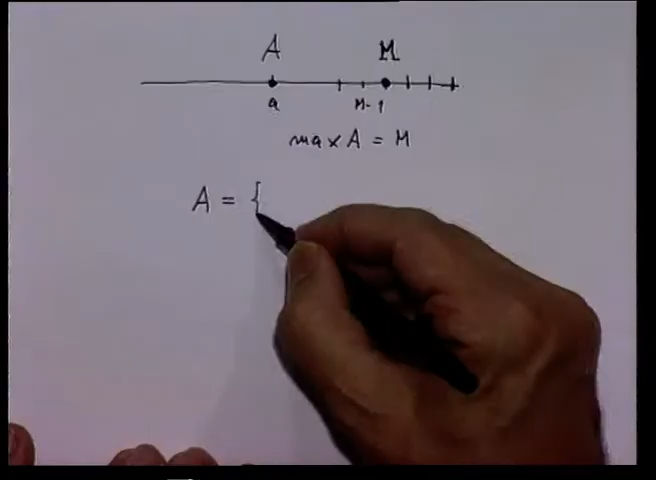 A M
a M-1
max A = M
A = {